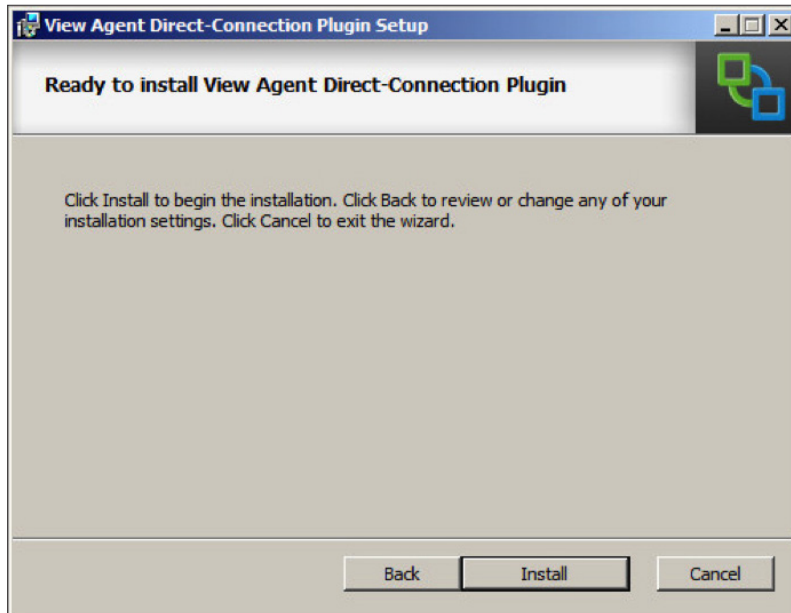 View Agent Direct-Connection Plugin Setup
Ready to install View Agent Direct-Connection Plugin
Click Install to begin the installation. Click Back to review or change any of your
installation settings. Click Cancel to exit the wizard.
Back Install Cancel